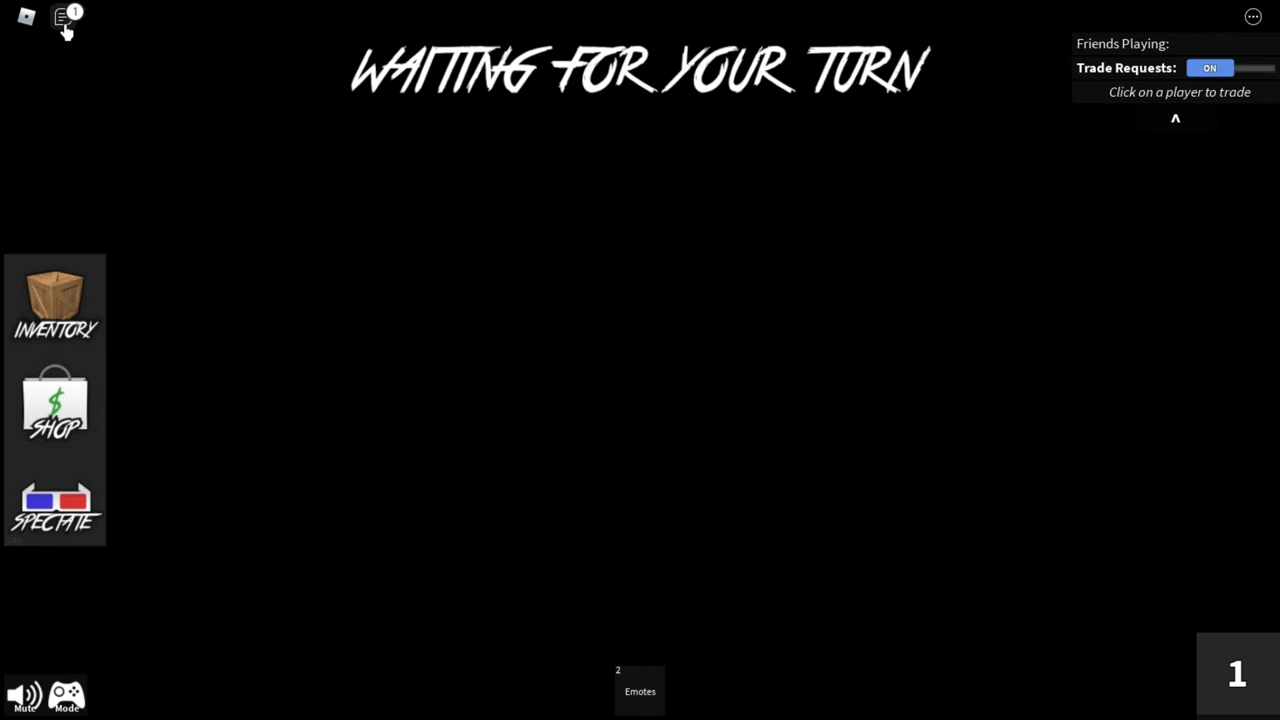 1
WAITING FOR YOUR TURN
Friends Playing:
Trade Requests: ON
Click on a player to trade
^
INVENTORY
$
SHOP
SPECTATE
2
Emotes
Mute
Mode
1